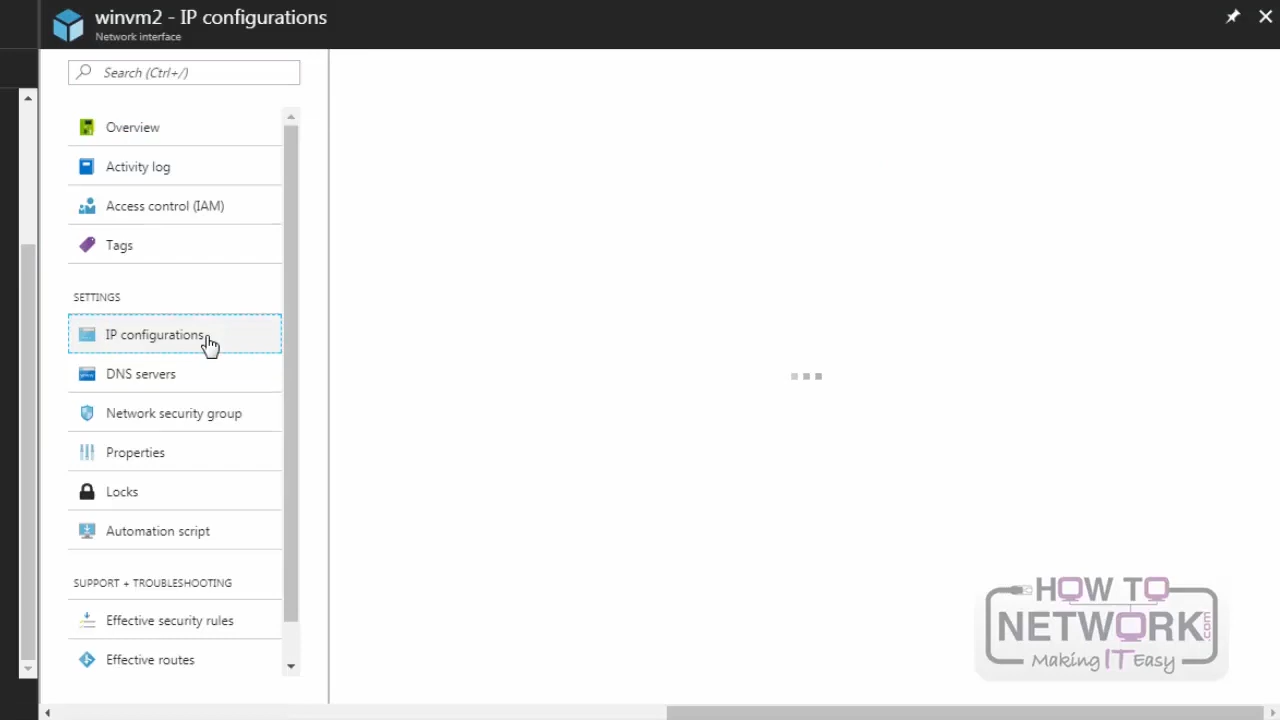 winvm2 - IP configurations
Network interface
Search (Ctrl+/)
Overview
Activity log
Access control (IAM)
Tags
SETTINGS
IP configurations
DNS servers
Network security group
Properties
Locks
Automation script
SUPPORT + TROUBLESHOOTING
Effective security rules
Effective routes
HOW TO
NETWORK.com
Making IT Easy